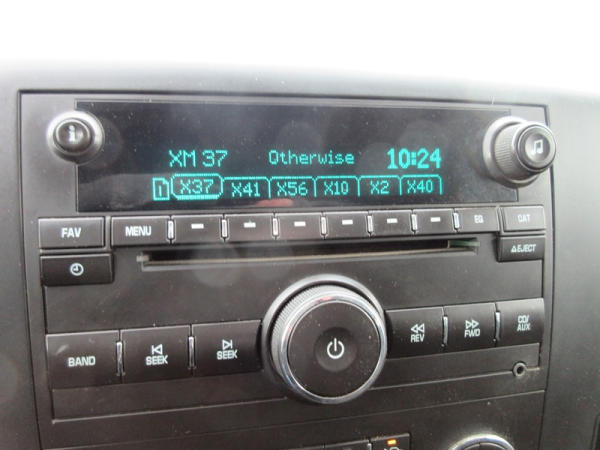 XM 37 Otherwise 10:24
1 X37 X41 X56 X10 X2 X40
FAV MENU EQ CAT
EJECT
BAND SEEK SEEK REV FWD CD/
AUX